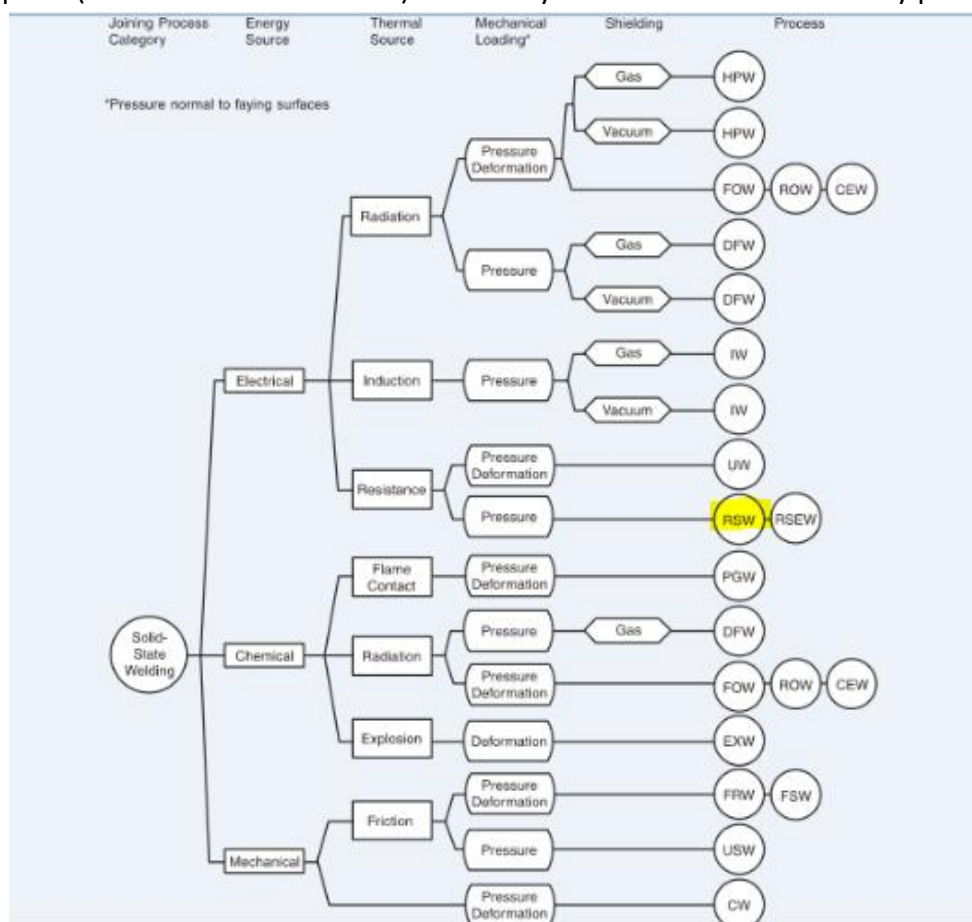 Joining Process Category
Energy Source
Thermal Source
Mechanical Loading*
Shielding
Process
*Pressure normal to faying surfaces
Solid-State Welding
Electrical
Radiation
Pressure Deformation
Gas
HPW
Vacuum
HPW
FOW
ROW
CEW
Pressure
Gas
DFW
Vacuum
DFW
Induction
Pressure
Gas
IW
Vacuum
IW
Resistance
Pressure Deformation
UW
Pressure
RSW
RSEW
Chemical
Flame Contact
Pressure Deformation
PGW
Radiation
Pressure
Gas
DFW
Pressure Deformation
FOW
ROW
CEW
Explosion
Deformation
EXW
Mechanical
Friction
Pressure Deformation
FRW
FSW
Pressure
USW
Pressure Deformation
CW